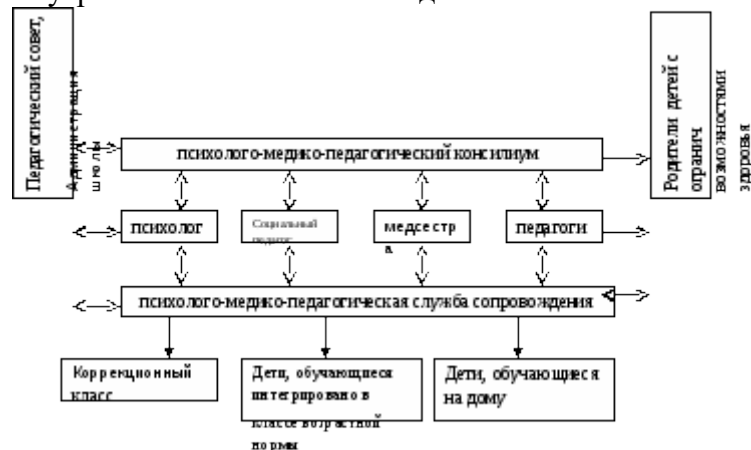 Педагогический совет,
Администрация
школы
Родители детей с
огранич
возможностями
здоровья
психолого-медико-педагогический консилиум
психолог
Социальный
педагог
медсестр
а
педагоги
психолого-медико-педагогическая служба сопровождения
Коррекционный
класс
Дети, обучающиеся
интегрировано в
классе возрастной
нормы
Дети, обучающиеся
на дому